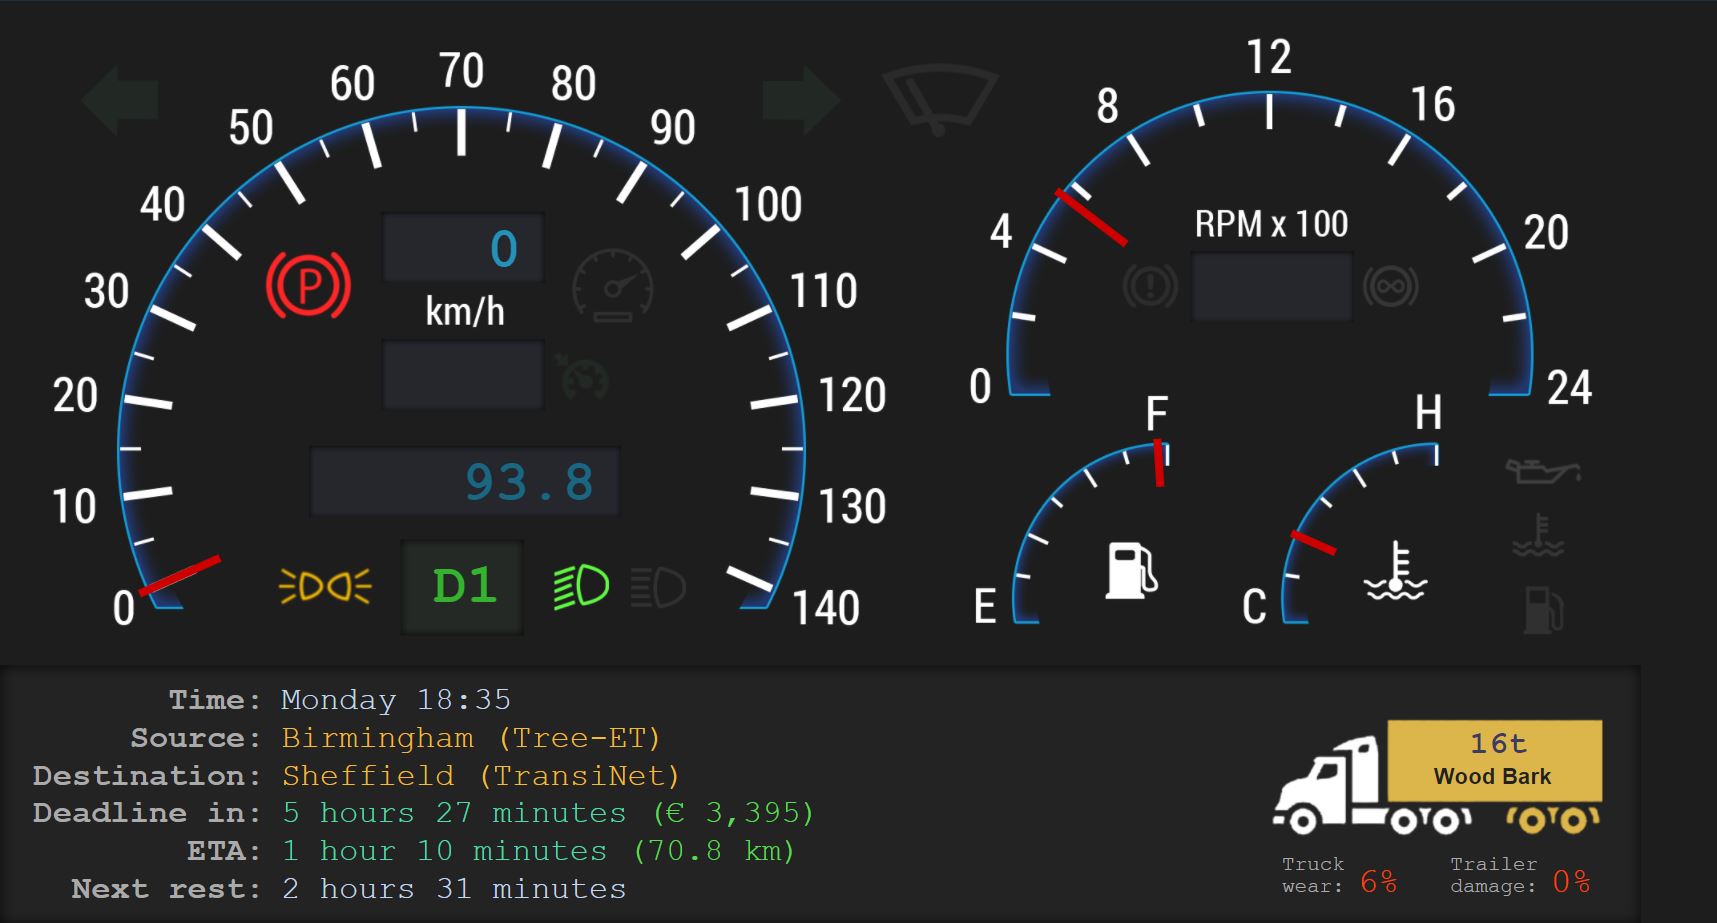 0
10
20
30
40
50
60
70
80
90
100
110
120
130
140
P
0
km/h
93.8
D1
0
4
8
12
16
20
24
RPM x 100
E
F
C
H
Time: Monday 18:35
Source: Birmingham (Tree-ET)
Destination: Sheffield (TransiNet)
Deadline in: 5 hours 27 minutes (€ 3,395)
ETA: 1 hour 10 minutes (70.8 km)
Next rest: 2 hours 31 minutes
16t
Wood Bark
Truck wear: 6%
Trailer damage: 0%